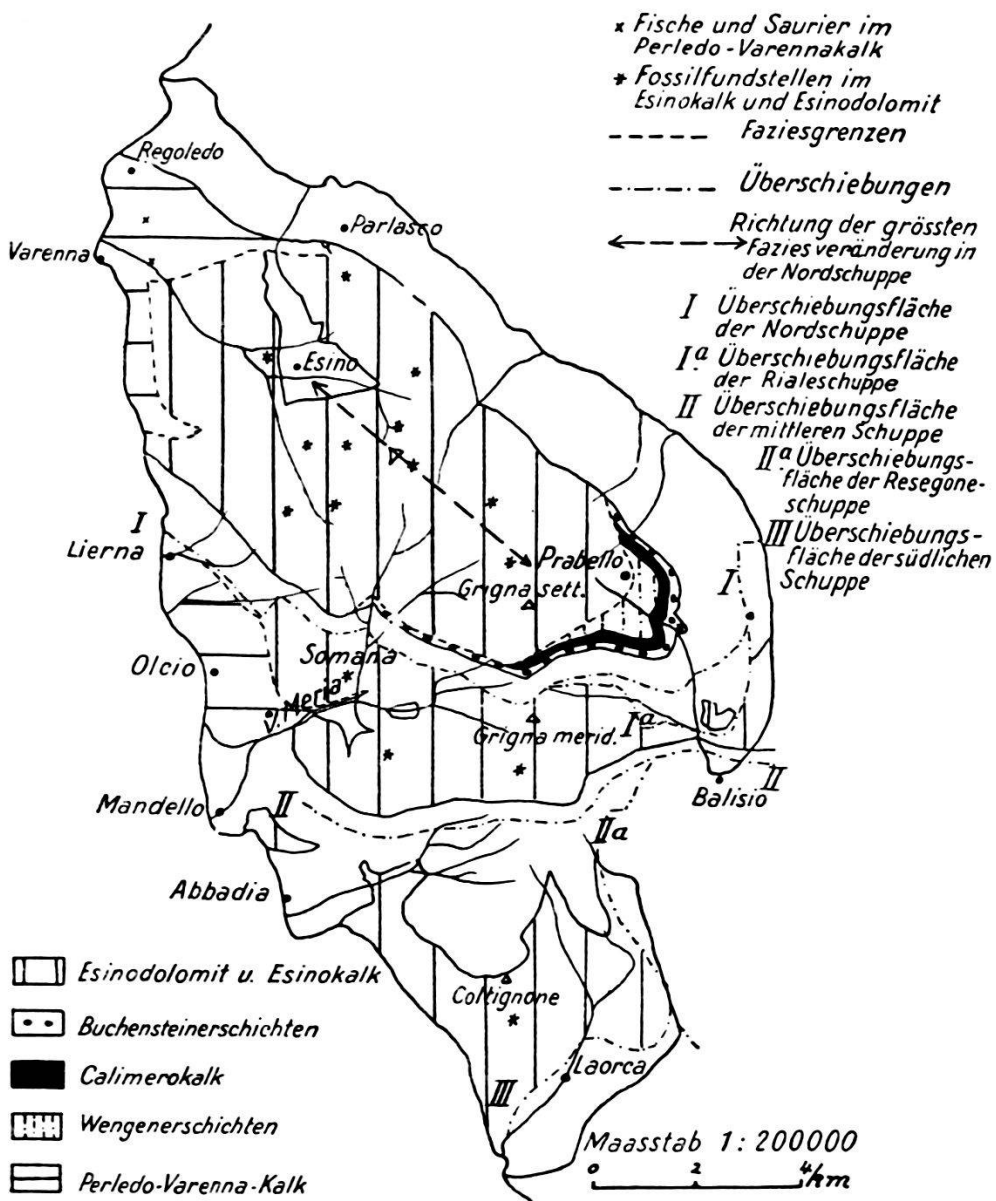 x Fische und Saurier im
Perledo-Varennakalk
* Fossilfundstellen im
Esinokalk und Esinodolomit
Faziesgrenzen
Überschiebungen
Richtung der grössten
Faziesveränderung in
der Nordschuppe
I Überschiebungsfläche
der Nordschuppe
Ia Überschiebungsfläche
der Rialeschuppe
II Überschiebungsfläche
der mittleren Schuppe
IIa Überschiebungs-
fläche der Resegone-
schuppe
III Überschiebungs-
fläche der südlichen
Schuppe
Regoledo
Parlasco
Varenna
Esino
I
Lierna
Prabello
Grigna sett.
I
Olcio
Somana
Meria
Grigna merid.
Ia
Mandello
II
Balisio
II
IIa
Abbadia
Coltignone
Laorca
III
Esinodolomit u. Esinokalk
Buchensteinerschichten
Calimerokalk
Wengenerschichten
Perledo-Varenna-Kalk
Maasstab 1:200000
0 2 4 km